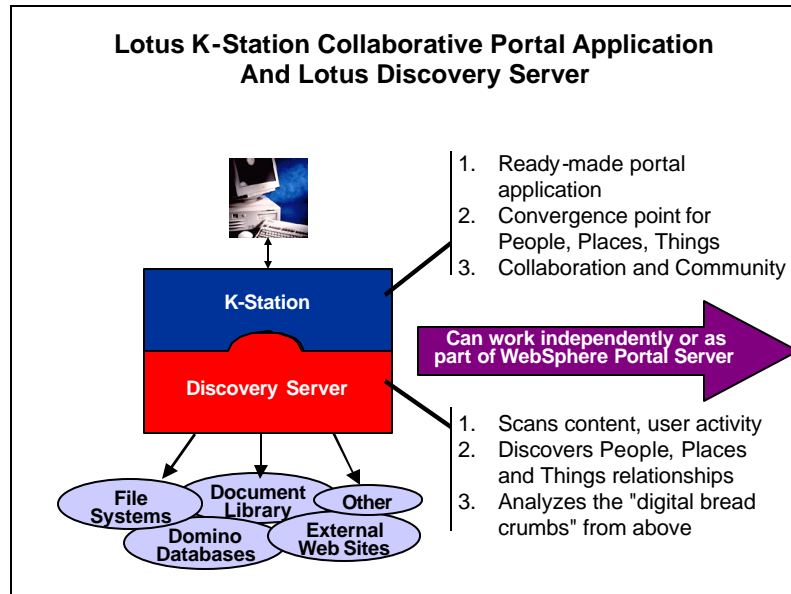 Lotus K-Station Collaborative Portal Application
And Lotus Discovery Server
1. Ready-made portal
application
2. Convergence point for
People, Places, Things
3. Collaboration and Community
K-Station
Can work independently or as
part of WebSphere Portal Server
Discovery Server
1. Scans content, user activity
2. Discovers People, Places
and Things relationships
3. Analyzes the "digital bread
crumbs" from above
File
Systems
Document
Library
Other
Domino
Databases
External
Web Sites